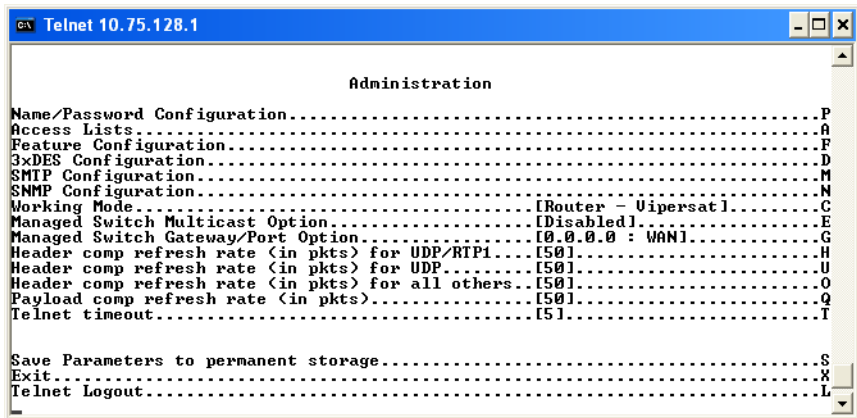 Telnet 10.75.128.1
Administration
Name/Password Configuration....................................................................P
Access Lists...................................................................................A
Feature Configuration..........................................................................F
3xDES Configuration............................................................................D
SMTP Configuration.............................................................................M
SNMP Configuration.............................................................................N
Working Mode.......................................[Router - Vipersat].........C
Managed Switch Multicast Option....................[Disabled]..................E
Managed Switch Gateway/Port Option.................[0.0.0.0 : WAN].............G
Header comp refresh rate (in pkts) for UDP/RTP1....[50]........................H
Header comp refresh rate (in pkts) for UDP.........[50]........................U
Header comp refresh rate (in pkts) for all others..[50]........................O
Payload comp refresh rate (in pkts)................[50]........................Q
Telnet timeout.....................................[5].........................T
Save Parameters to permanent storage...........................................S
Exit...........................................................................X
Telnet Logout..................................................................L